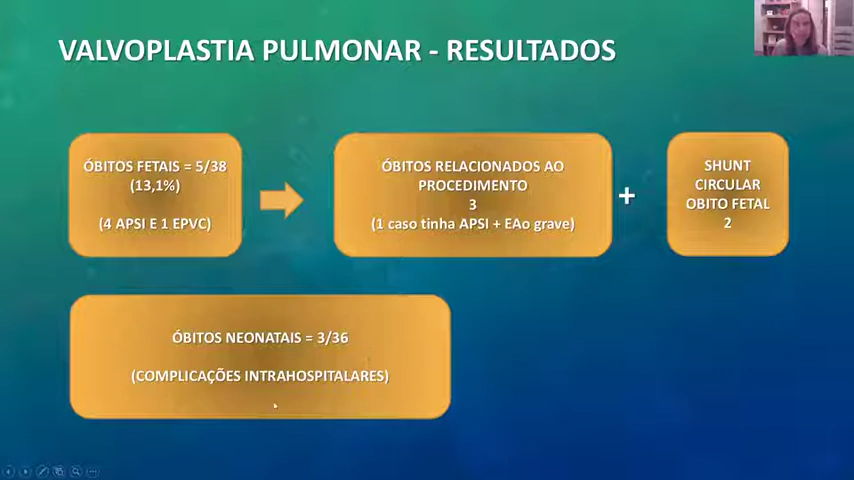 VALVOPLASTIA PULMONAR - RESULTADOS
ÓBITOS FETAIS = 5/38
(13,1%)
(4 APSI E 1 EPVC)
ÓBITOS RELACIONADOS AO
PROCEDIMENTO
3
(1 caso tinha APSI + EAo grave)
+
SHUNT
CIRCULAR
OBITO FETAL
2
ÓBITOS NEONATAIS = 3/36
(COMPLICAÇÕES INTRAHOSPITALARES)